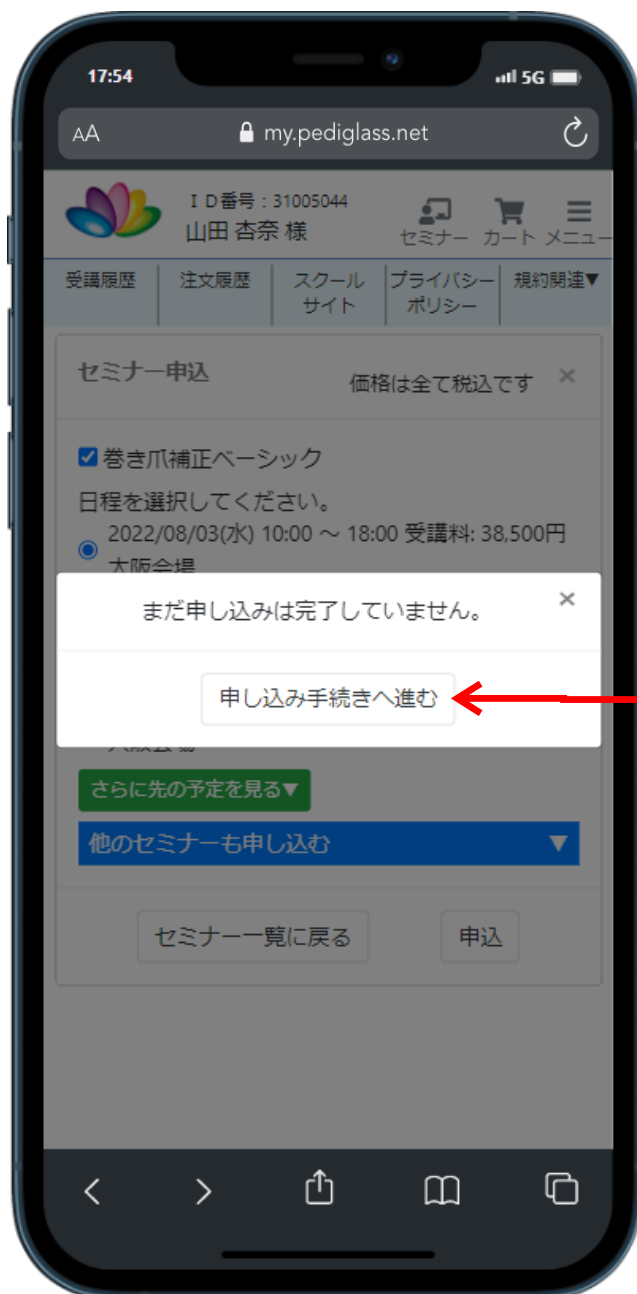 17:54
5G
AA
my.pediglass.net
ID番号:31005044
山田 杏奈 様
セミナー カート メニュー
受講履歴 注文履歴 スクールサイト プライバシーポリシー 規約関連▼
セミナー申込 価格は全て税込です ×
巻き爪補正ベーシック
日程を選択してください。
2022/08/03(水) 10:00 ～ 18:00 受講料: 38,500円
大阪会場
まだ申し込みは完了していません。 ×
申し込み手続きへ進む
さらに先の予定を見る▼
他のセミナーも申し込む ▼
セミナー一覧に戻る 申込